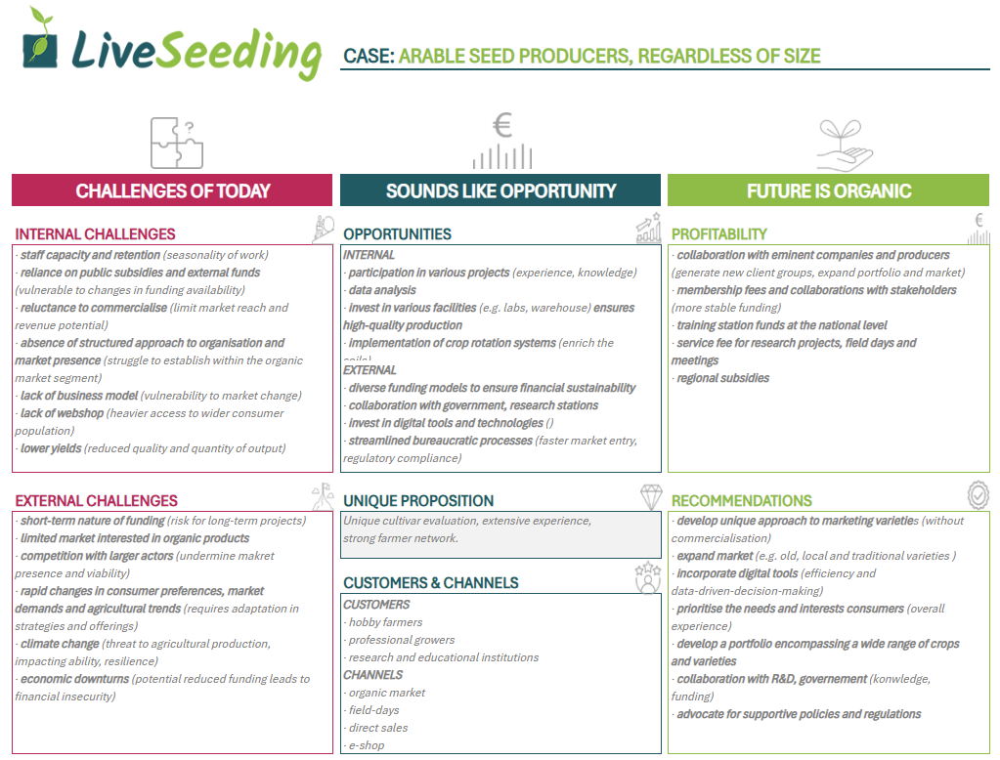 LiveSeeding
CASE: ARABLE SEED PRODUCERS, REGARDLESS OF SIZE
?
€
CHALLENGES OF TODAY
INTERNAL CHALLENGES
· staff capacity and retention (seasonality of work)
· reliance on public subsidies and external funds
(vulnerable to changes in funding availability)
· reluctance to commercialise (limit market reach and
revenue potential)
· absence of structured approach to organisation and
market presence (struggle to establish within the organic
market segment)
· lack of business model (vulnerability to market change)
· lack of webshop (heavier access to wider consumer
population)
· lower yields (reduced quality and quantity of output)
EXTERNAL CHALLENGES
· short-term nature of funding (risk for long-term projects)
· limited market interested in organic products
· competition with larger actors (undermine makret
presence and viability)
· rapid changes in consumer preferences, market
demands and agricultural trends (requires adaptation in
strategies and offerings)
· climate change (threat to agricultural production,
impacting ability, resilience)
· economic downturns (potential reduced funding leads to
financial insecurity)
SOUNDS LIKE OPPORTUNITY
OPPORTUNITIES
INTERNAL
· participation in various projects (experience, knowledge)
· data analysis
· invest in various facilities (e.g. labs, warehouse) ensures
high-quality production
· implementation of crop rotation systems (enrich the
soils)
EXTERNAL
· diverse funding models to ensure financial sustainability
· collaboration with government, research stations
· invest in digital tools and technologies ()
· streamlined bureaucratic processes (faster market entry,
regulatory compliance)
UNIQUE PROPOSITION
Unique cultivar evaluation, extensive experience,
strong farmer network.
CUSTOMERS & CHANNELS
CUSTOMERS
· hobby farmers
· professional growers
· research and educational institutions
CHANNELS
· organic market
· field-days
· direct sales
· e-shop
FUTURE IS ORGANIC
€
PROFITABILITY
· collaboration with eminent companies and producers
(generate new client groups, expand portfolio and market)
· membership fees and collaborations with stakeholders
(more stable funding)
· training station funds at the national level
· service fee for research projects, field days and
meetings
· regional subsidies
RECOMMENDATIONS
· develop unique approach to marketing varieties (without
commercialisation)
· expand market (e.g. old, local and traditional varieties )
· incorporate digital tools (efficiency and
data-driven-decision-making)
· prioritise the needs and interests consumers (overall
experience)
· develop a portfolio encompassing a wide range of crops
and varieties
· collaboration with R&D, governement (konwledge,
funding)
· advocate for supportive policies and regulations